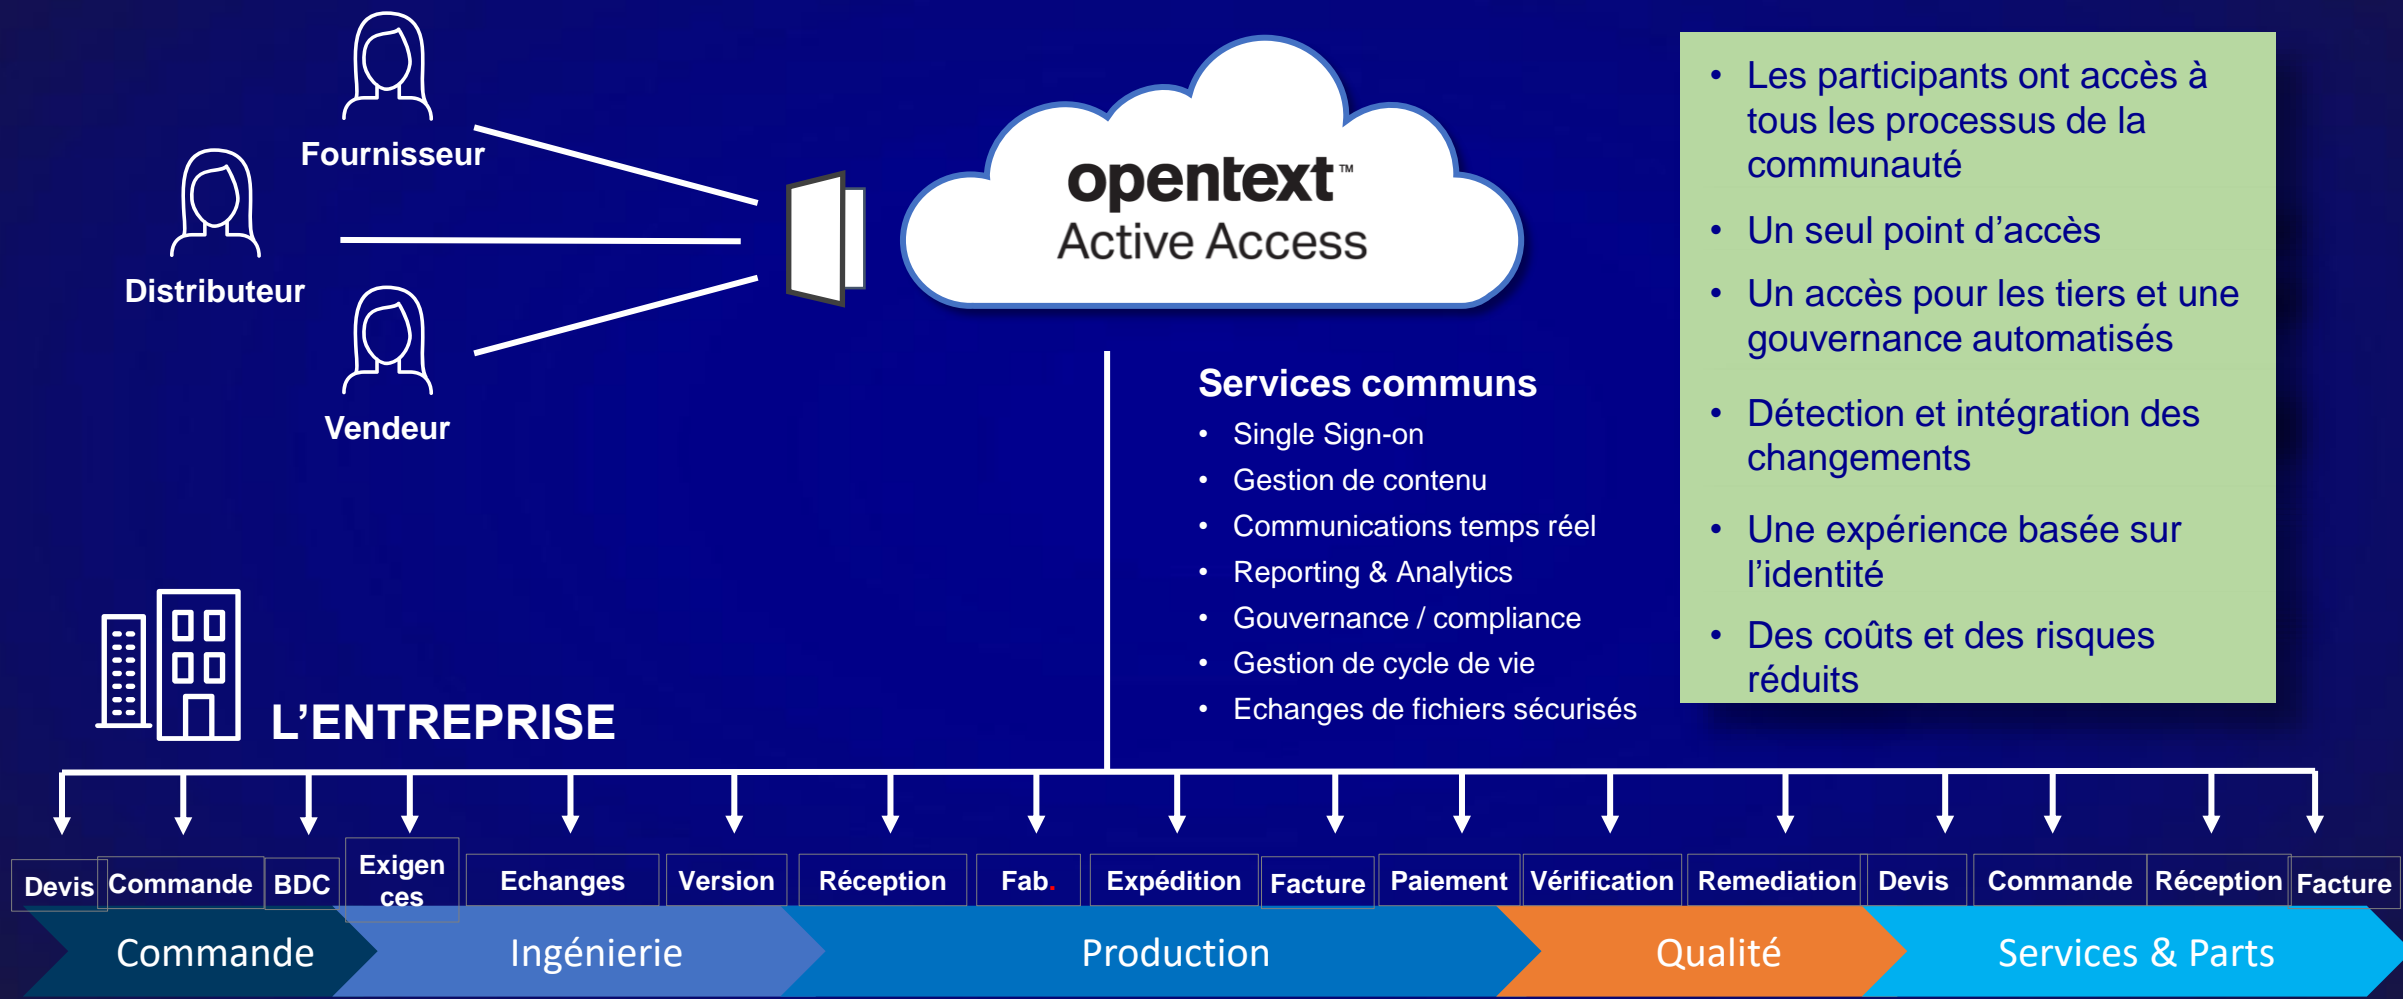 Fournisseur
Distributeur
Vendeur
opentext™
Active Access
• Les participants ont accès à
tous les processus de la
communauté
• Un seul point d’accès
• Un accès pour les tiers et une
gouvernance automatisés
• Détection et intégration des
changements
• Une expérience basée sur
l’identité
• Des coûts et des risques
réduits
Services communs
• Single Sign-on
• Gestion de contenu
• Communications temps réel
• Reporting & Analytics
• Gouvernance / compliance
• Gestion de cycle de vie
• Echanges de fichiers sécurisés
L’ENTREPRISE
Devis
Commande
BDC
Exigen
ces
Echanges
Version
Réception
Fab.
Expédition
Facture
Paiement
Vérification
Remediation
Devis
Commande
Réception
Facture
Commande
Ingénierie
Production
Qualité
Services & Parts